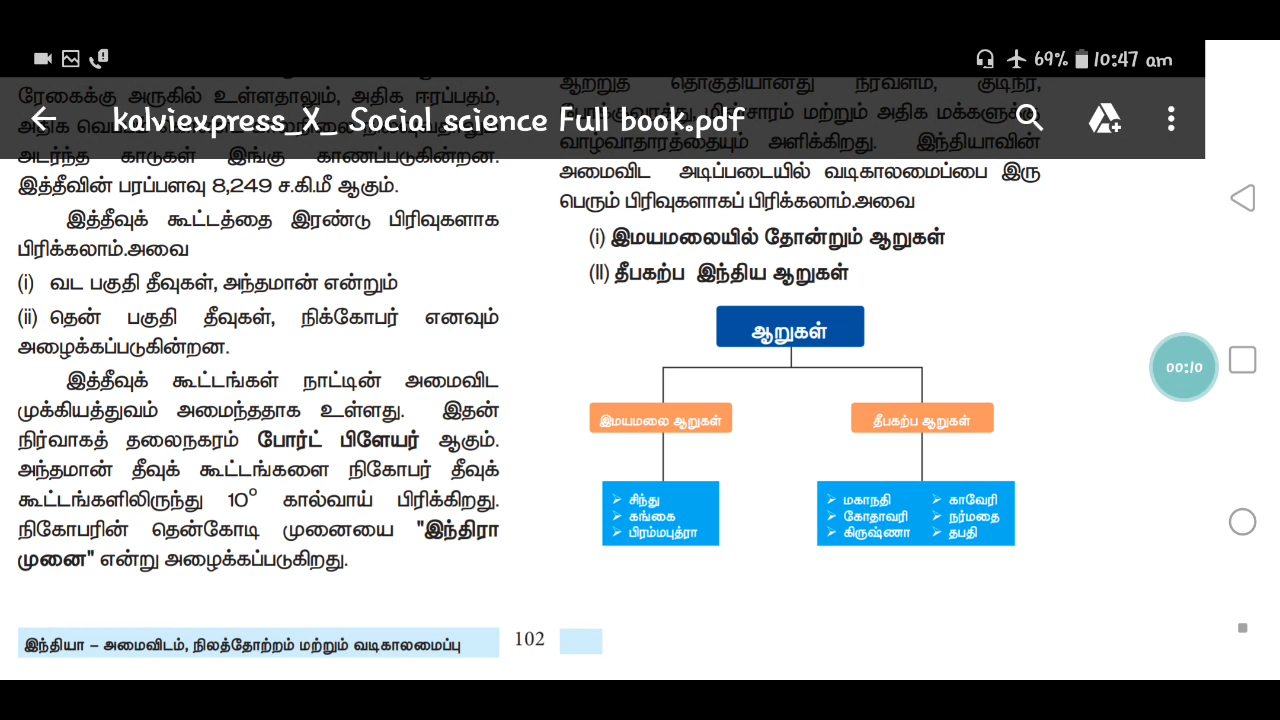 69% 10:47 am
kalviexpress_X_ Social science Full book.pdf
ரேகைக்கு அருகில் உள்ளதாலும், அதிக ஈரப்பதம்,
அடர்ந்த காடுகள் இங்கு காணப்படுகின்றன.
இத்தீவின் பரப்பளவு 8,249 ச.கி.மீ ஆகும்.
இத்தீவுக் கூட்டத்தை இரண்டு பிரிவுகளாக
பிரிக்கலாம்.அவை
(i) வட பகுதி தீவுகள், அந்தமான் என்றும்
(ii) தென் பகுதி தீவுகள், நிக்கோபர் எனவும்
அழைக்கப்படுகின்றன.
இத்தீவுக் கூட்டங்கள் நாட்டின் அமைவிட
முக்கியத்துவம் அமைந்ததாக உள்ளது. இதன்
நிர்வாகத் தலைநகரம் போர்ட் பிளேயர் ஆகும்.
அந்தமான் தீவுக் கூட்டங்களை நிகோபர் தீவுக்
கூட்டங்களிலிருந்து 10° கால்வாய் பிரிக்கிறது.
நிகோபரின் தென்கோடி முனையை "இந்திரா
முனை" என்று அழைக்கப்படுகிறது.
ஆற்றுத் தொகுதியானது நீர்வளம், குடிநீர்,
மின்சாரம் மற்றும் அதிக மக்களுக்கு
வாழ்வாதாரத்தையும் அளிக்கிறது. இந்தியாவின்
அமைவிட அடிப்படையில் வடிகாலமைப்பை இரு
பெரும் பிரிவுகளாகப் பிரிக்கலாம்.அவை
(i) இமயமலையில் தோன்றும் ஆறுகள்
(II) தீபகற்ப இந்திய ஆறுகள்
ஆறுகள்
இமயமலை ஆறுகள்
தீபகற்ப ஆறுகள்
சிந்து
கங்கை
பிரம்மபுத்ரா
மகாநதி
கோதாவரி
கிருஷ்ணா
காவேரி
நர்மதை
தபதி
00:10
இந்தியா – அமைவிடம், நிலத்தோற்றம் மற்றும் வடிகாலமைப்பு 102